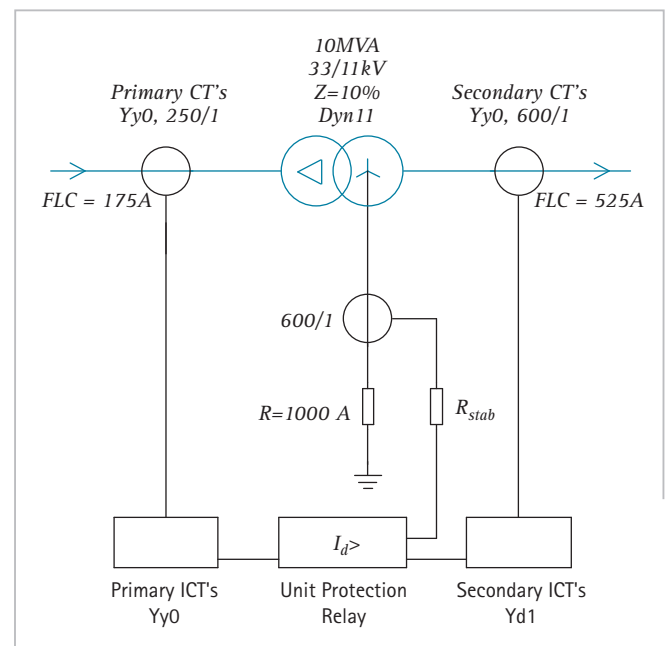 10MVA
33/11kV
Z=10%
Dyn11
Primary CT's
Yy0, 250/1
Secondary CT's
Yy0, 600/1
FLC = 175A
FLC = 525A
600/1
R=1000 A
Rstab
Id>
Primary ICT's
Yy0
Unit Protection
Relay
Secondary ICT's
Yd1